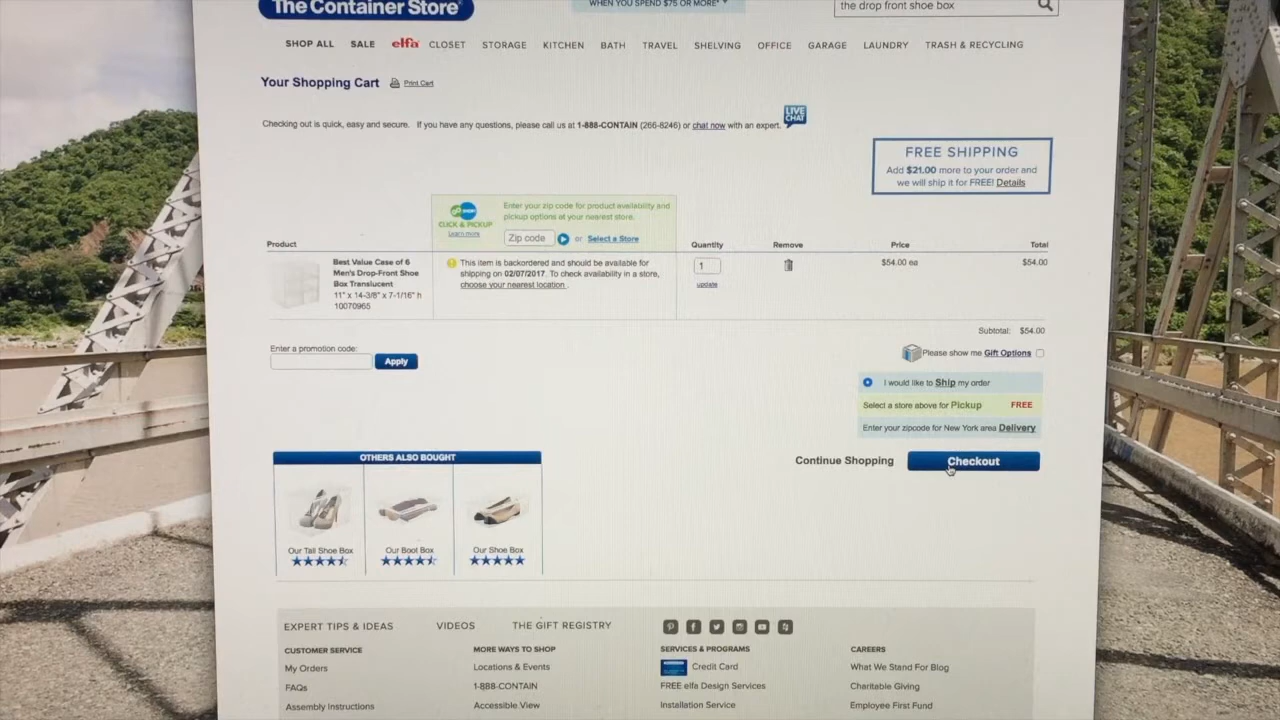 The Container Store
WHEN YOU SPEND $75 OR MORE*
the drop front shoe box
SHOP ALL SALE elfa CLOSET STORAGE KITCHEN BATH TRAVEL SHELVING OFFICE GARAGE LAUNDRY TRASH & RECYCLING
Your Shopping Cart Print Cart
Checking out is quick, easy and secure. If you have any questions, please call us at 1-888-CONTAIN (266-8246) or chat now with an expert.
LIVE
CHAT
FREE SHIPPING
Add $21.00 more to your order and
we will ship it for FREE! Details
CLICK & PICKUP
Learn more
Enter your zip code for product availability and
pickup options at your nearest store.
Zip code or Select a Store
Product Quantity Remove Price Total
Best Value Case of 6
Men's Drop-Front Shoe
Box Translucent
11" x 14-3/8" x 7-1/16" h
10070965
This item is backordered and should be available for
shipping on 02/07/2017. To check availability in a store,
choose your nearest location.
1
update
$54.00 ea
$54.00
Subtotal: $54.00
Enter a promotion code:
Apply
Please show me Gift Options
I would like to Ship my order
Select a store above for Pickup FREE
Enter your zipcode for New York area Delivery
Continue Shopping Checkout
OTHERS ALSO BOUGHT
Our Tall Shoe Box Our Boot Box Our Shoe Box
EXPERT TIPS & IDEAS VIDEOS THE GIFT REGISTRY
CUSTOMER SERVICE
My Orders
FAQs
Assembly Instructions
MORE WAYS TO SHOP
Locations & Events
1-888-CONTAIN
Accessible View
SERVICES & PROGRAMS
Credit Card
FREE elfa Design Services
Installation Service
CAREERS
What We Stand For Blog
Charitable Giving
Employee First Fund